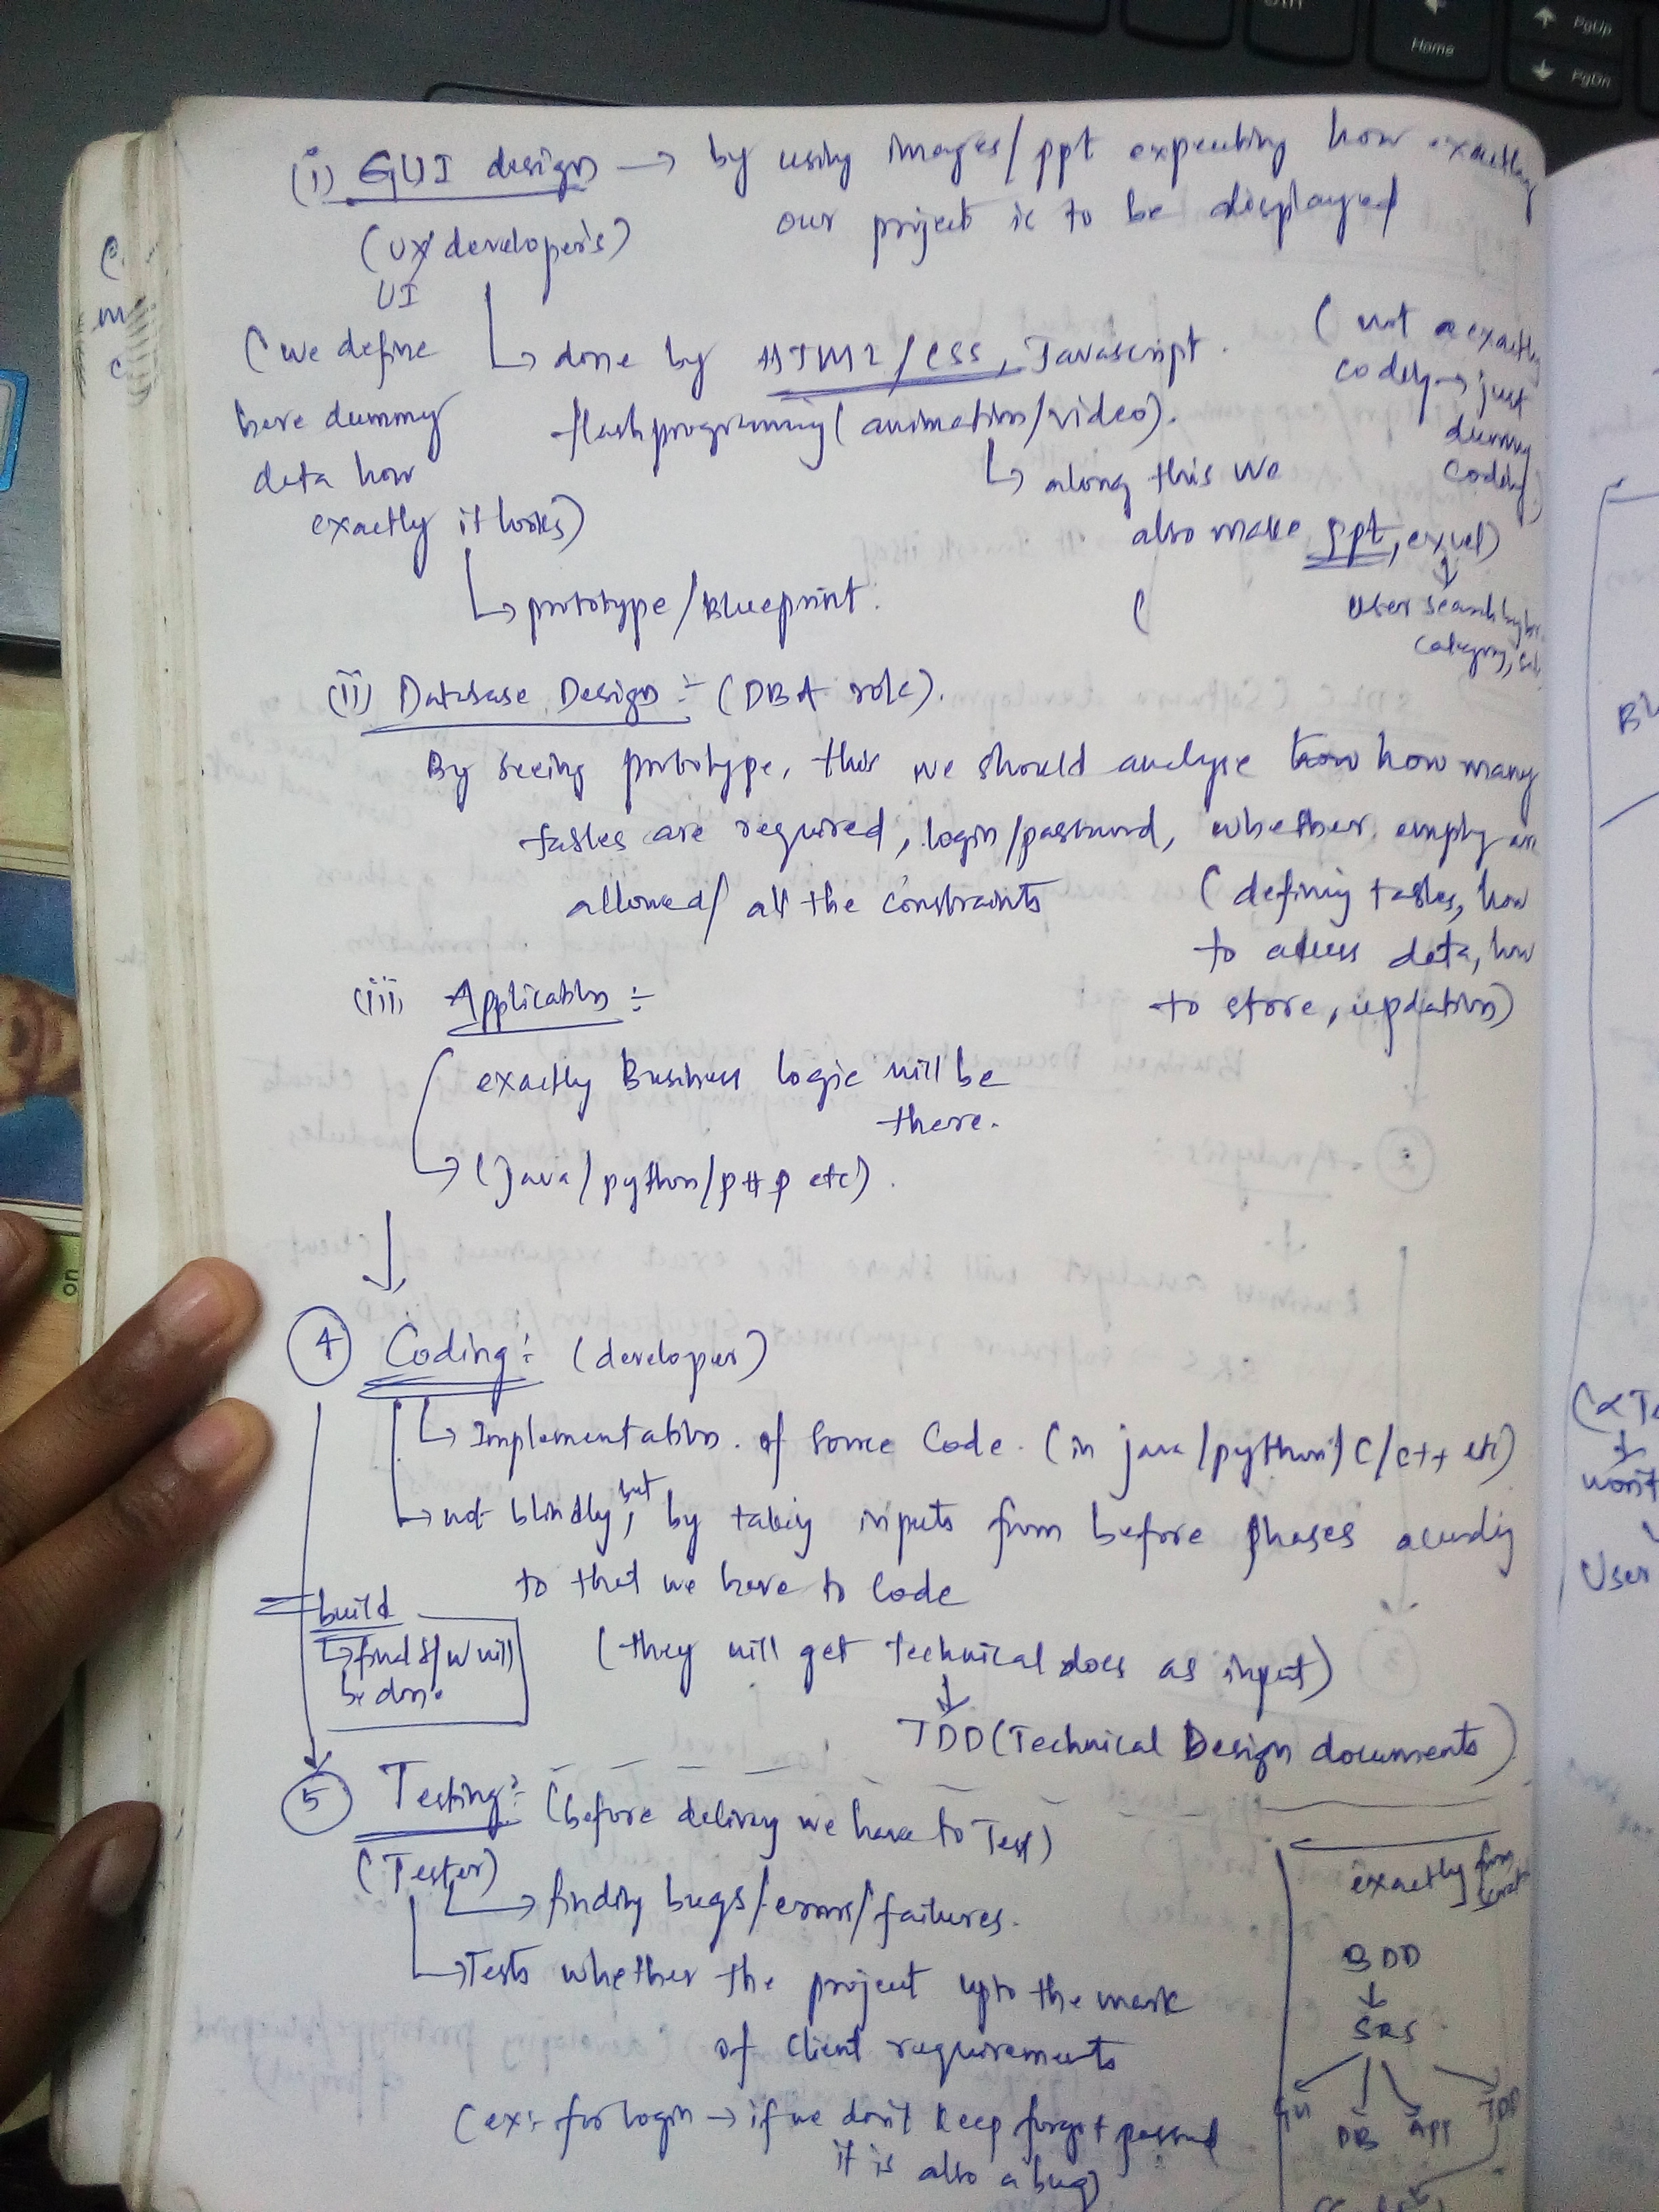 (i) GUI design → by using images/ppt expecting how exactly
our project is to be displayed
(UX developer's)
UI
(we define
here dummy
data how
exactly it looks)
↳ done by HTML/CSS, Javascript.
flash programming (animation/video).
(not a exactly
coding → just
dummy
coding)
↳ along this we
also make ppt, excel)
↓
User search by
category,
↳ prototype/Blueprint.
(
(ii) Database Design :- (DBA role).
By seeing prototype, this we should analyse how how many
tables are required, login/password, whether empty are
allowed/ all the constraints
(defining tables, how
to access data, how
to store, updation)
(iii) Application :-
exactly Business logic will be
there.
→ (Java/python/PHP etc).
↓
4 Coding :- (developer)
↳ Implementation. of Source Code. (in java/python/C/C++ etc)
↳ not blindly, but by taking inputs from before phases according
to that we have to code
build
↳ final s/w will
be done
(they will get technical docs as input)
↓
TDD (Technical Design documents)
5 Testing :- (before delivery we have to Test)
(Tester)
↳ finding bugs/errors/failures.
↳ Tests whether the project upto the mark
of client requirements
(ex:- for login → if we don't keep forgot password
it is also a bug)
exactly from
BDD
↓
SRS
DB
APP
TDD
Home
PgUp
PgDn
on
User